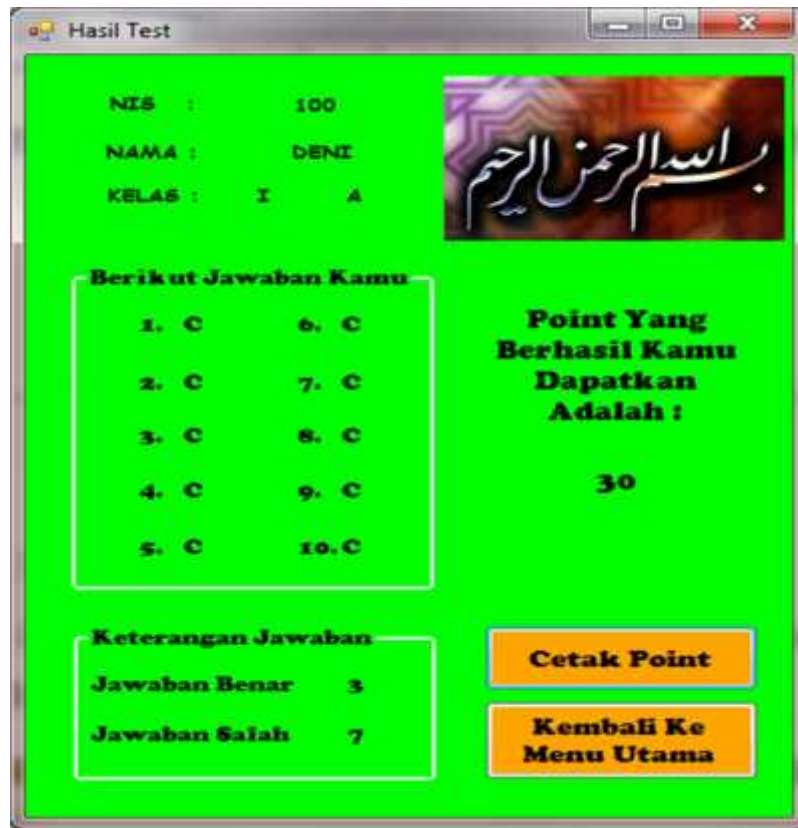 Hasil Test
NIS : 100
NAMA : DENI
KELAS : I A
بسم الله الرحمن الرحيم
Berikut Jawaban Kamu
1. C 6. C
2. C 7. C
3. C 8. C
4. C 9. C
5. C 10. C
Point Yang
Berhasil Kamu
Dapatkan
Adalah :
30
Keterangan Jawaban
Jawaban Benar 3
Jawaban Salah 7
Cetak Point
Kembali Ke
Menu Utama